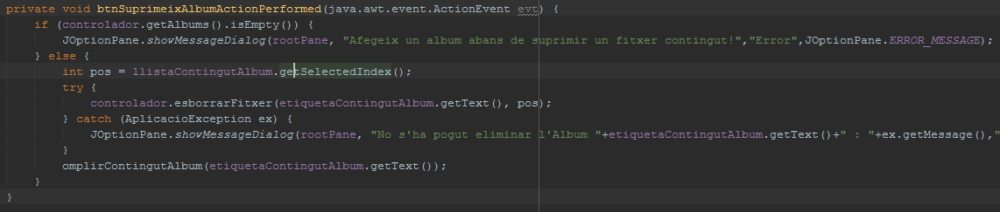 private void btnSuprimeixAlbumActionPerformed(java.awt.event.ActionEvent evt) {
if (controlador.getAlbums().isEmpty()) {
JOptionPane.showMessageDialog(rootPane, "Afegeix un album abans de suprimir un fitxer contingut!","Error",JOptionPane.ERROR_MESSAGE);
} else {
int pos = llistaContingutAlbum.getSelectedIndex();
try {
controlador.esborrarFitxer(etiquetaContingutAlbum.getText(), pos);
} catch (AplicacioException ex) {
JOptionPane.showMessageDialog(rootPane, "No s'ha pogut eliminar l'Album "+etiquetaContingutAlbum.getText()+" : "+ex.getMessage(),"
}
omplirContingutAlbum(etiquetaContingutAlbum.getText());
}
}